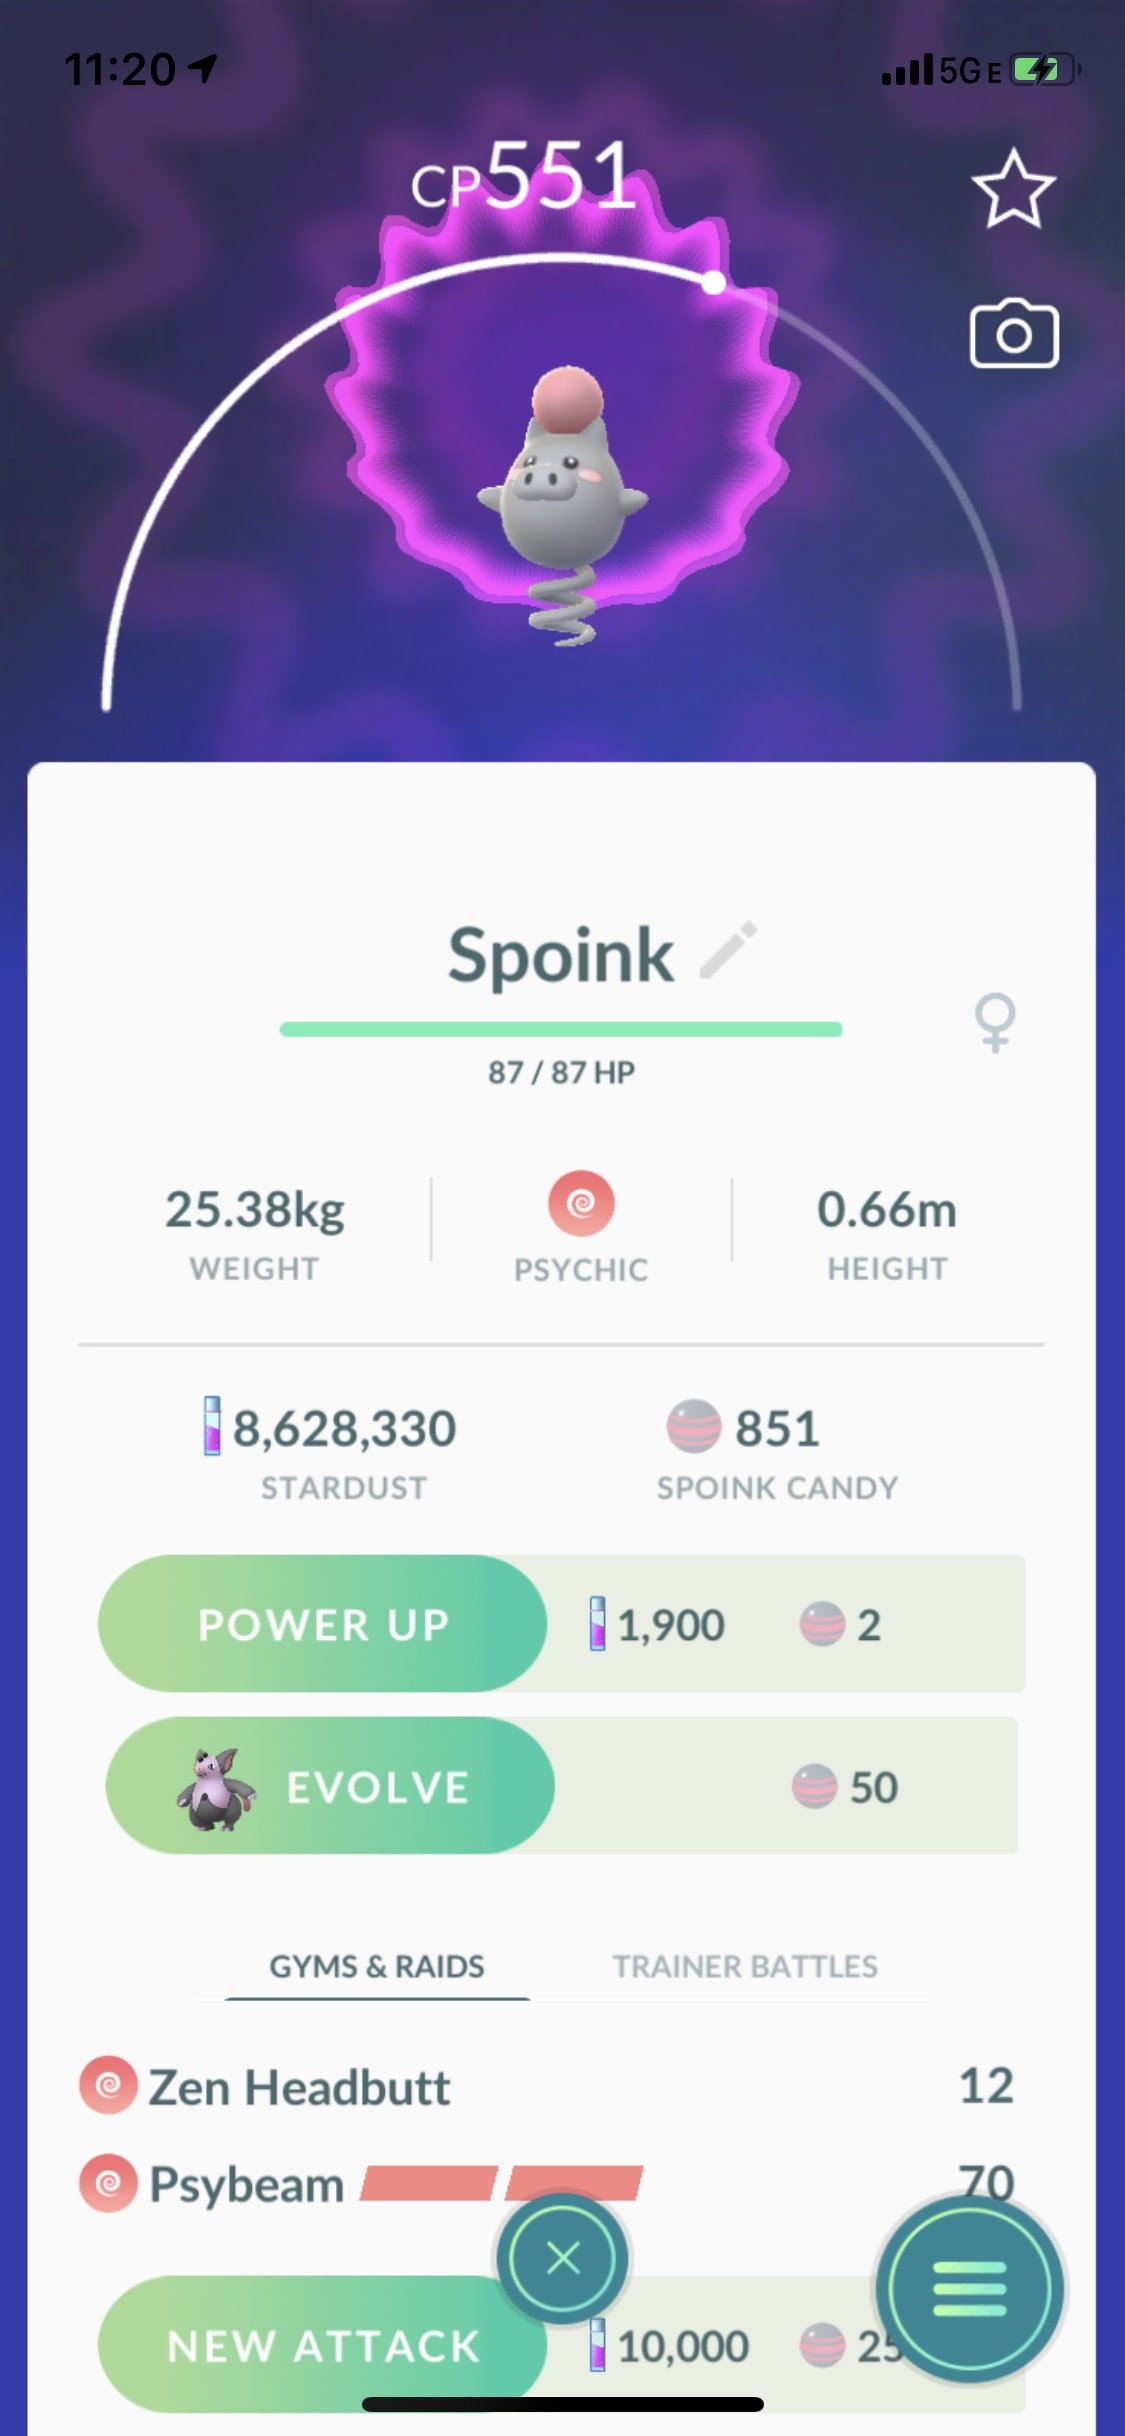 11:20 5G E
CP551
Spoink
87 / 87 HP
25.38kg PSYCHIC 0.66m
WEIGHT HEIGHT
8,628,330 851
STARDUST SPOINK CANDY
POWER UP 1,900 2
EVOLVE 50
GYMS & RAIDS TRAINER BATTLES
Zen Headbutt 12
Psybeam 70
NEW ATTACK 10,000 25